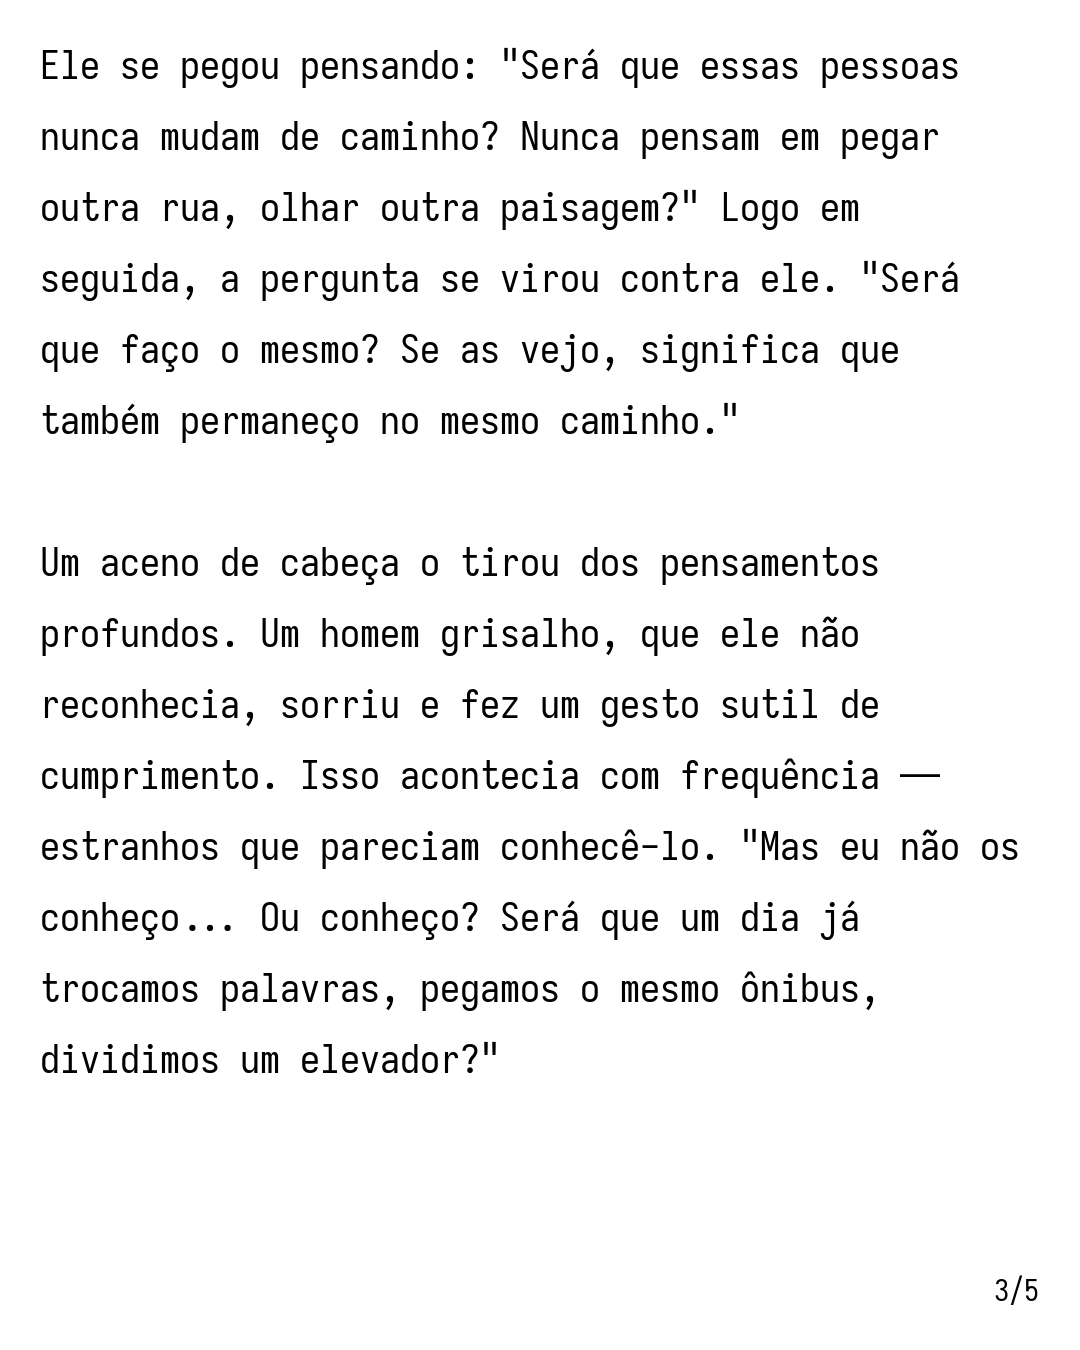 Ele se pegou pensando: "Será que essas pessoas
nunca mudam de caminho? Nunca pensam em pegar
outra rua, olhar outra paisagem?" Logo em
seguida, a pergunta se virou contra ele. "Será
que faço o mesmo? Se as vejo, significa que
também permaneço no mesmo caminho."
Um aceno de cabeça o tirou dos pensamentos
profundos. Um homem grisalho, que ele não
reconhecia, sorriu e fez um gesto sutil de
cumprimento. Isso acontecia com frequência —
estranhos que pareciam conhecê-lo. "Mas eu não os
conheço... Ou conheço? Será que um dia já
trocamos palavras, pegamos o mesmo ônibus,
dividimos um elevador?"
3/5